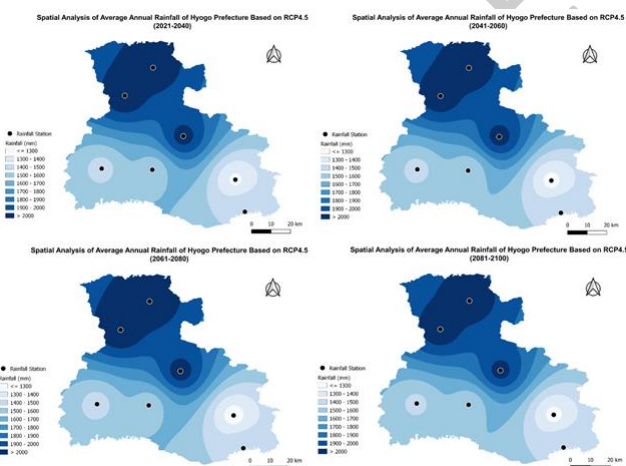 Spatial Analysis of Average Annual Rainfall of Hyogo Prefecture Based on RCP4.5
(2021-2040)
Rainfall Station
Rainfall (mm)
<= 1300
1300 - 1400
1400 - 1500
1500 - 1600
1600 - 1700
1700 - 1800
1800 - 1900
1900 - 2000
> 2000
0 10 20 km
Spatial Analysis of Average Annual Rainfall of Hyogo Prefecture Based on RCP4.5
(2041-2060)
Rainfall Station
Rainfall (mm)
<= 1300
1300 - 1400
1400 - 1500
1500 - 1600
1600 - 1700
1700 - 1800
1800 - 1900
1900 - 2000
> 2000
0 10 20 km
Spatial Analysis of Average Annual Rainfall of Hyogo Prefecture Based on RCP4.5
(2061-2080)
Rainfall Station
Rainfall (mm)
<= 1300
1300 - 1400
1400 - 1500
1500 - 1600
1600 - 1700
1700 - 1800
1800 - 1900
1900 - 2000
> 2000
0 10 20 km
Spatial Analysis of Average Annual Rainfall of Hyogo Prefecture Based on RCP4.5
(2081-2100)
Rainfall Station
Rainfall (mm)
<= 1300
1300 - 1400
1400 - 1500
1500 - 1600
1600 - 1700
1700 - 1800
1800 - 1900
1900 - 2000
> 2000
0 10 20 km